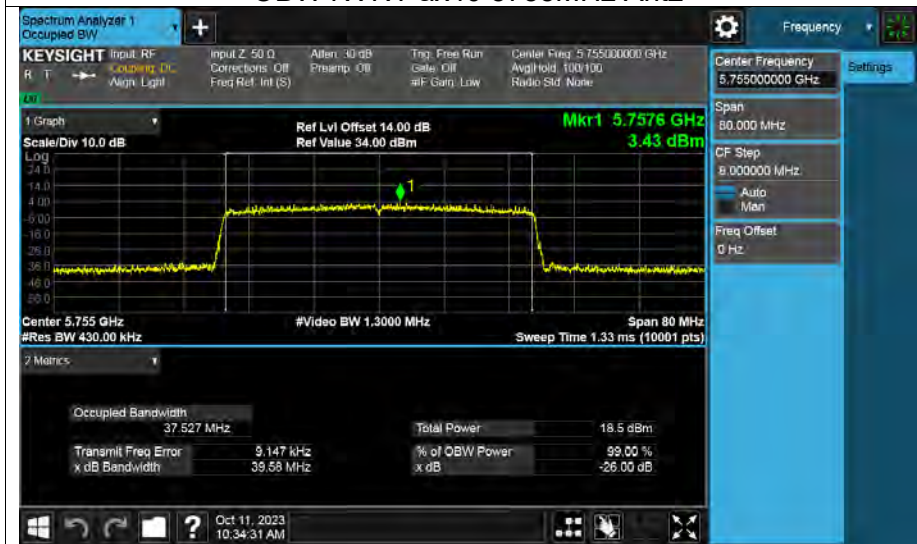 Spectrum Analyzer 1
Occupied BW
+
Frequency
KEYSIGHT Input: RF
R T Coupling: DC
Align: Light
Input Z: 50 Ω
Corrections: Off
Freq Ref: Int (S)
Atten: 30 dB
Preamp: Off
Trig: Free Run
Gate: Off
#IF Gain: Low
Center Freq: 5.755000000 GHz
Avg|Hold: 100/100
Radio Std: None
1 Graph
Scale/Div 10.0 dB
Ref Lvl Offset 14.00 dB
Ref Value 34.00 dBm
Mkr1 5.7576 GHz
3.43 dBm
Log
24.0
14.0
4.00
-6.00
-16.0
-26.0
-36.0
-46.0
-56.0
1
Center 5.755 GHz
#Res BW 430.00 kHz
#Video BW 1.3000 MHz
Span 80 MHz
Sweep Time 1.33 ms (10001 pts)
2 Metrics
Occupied Bandwidth
37.527 MHz
Total Power 18.5 dBm
Transmit Freq Error 9.147 kHz
% of OBW Power 99.00 %
x dB Bandwidth 39.58 MHz
x dB -26.00 dB
Center Frequency
5.755000000 GHz
Settings
Span
80.000 MHz
CF Step
8.000000 MHz
Auto
Man
Freq Offset
0 Hz
?
Oct 11, 2023
10:34:31 AM